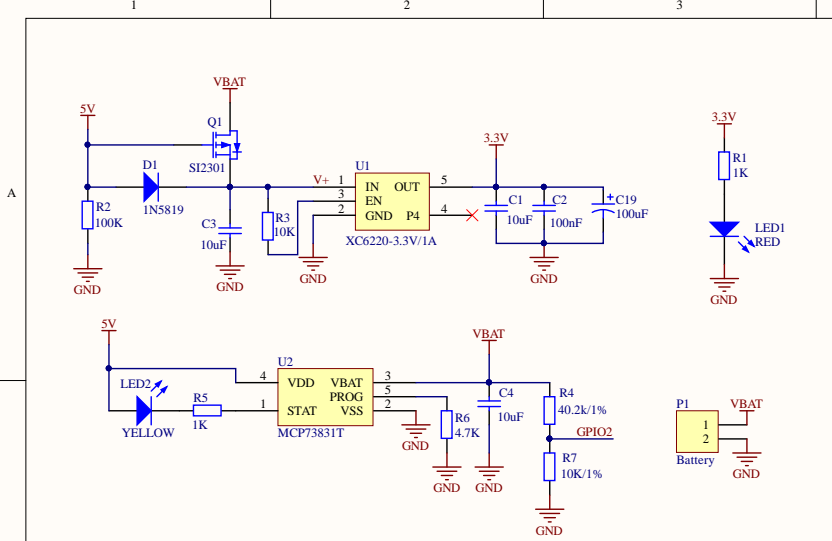 1 2 3
A
VBAT
5V
Q1
SI2301
D1
1N5819
R2
100K
C3
10uF
R3
10K
GND
GND
GND
V+
U1
1 IN OUT 5
3 EN
2 GND P4 4
XC6220-3.3V/1A
3.3V
C1
10uF
C2
100nF
+
C19
100uF
GND
3.3V
R1
1K
LED1
RED
GND
5V
LED2
YELLOW
R5
1K
U2
4 VDD VBAT 3
PROG 5
1 STAT VSS 2
MCP73831T
GND
R6
4.7K
GND
VBAT
C4
10uF
GND
R4
40.2k/1%
GPIO2
R7
10K/1%
GND
P1
1
2
Battery
VBAT
GND